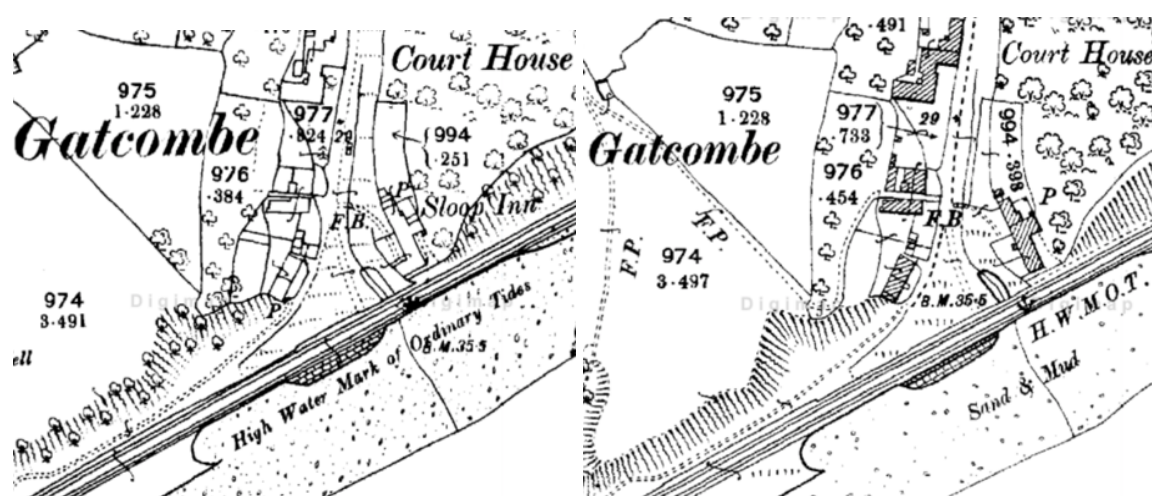 Court House
975
1·228
977
·824 29
Gatcombe
994
·251
976
·384
P
Sloop Inn
F.B.
974
3·491
P
ell
High Water Mark of Ordinary Tides
B.M.35·5
Digimap
·491
Court House
975
1·228
977
·733
29
Gatcombe
976
·454
994 ·398
P
F.B.
F.P.
F.P.
974
3·497
B.M.35·5
H.W.M.O.T.
Sand & Mud